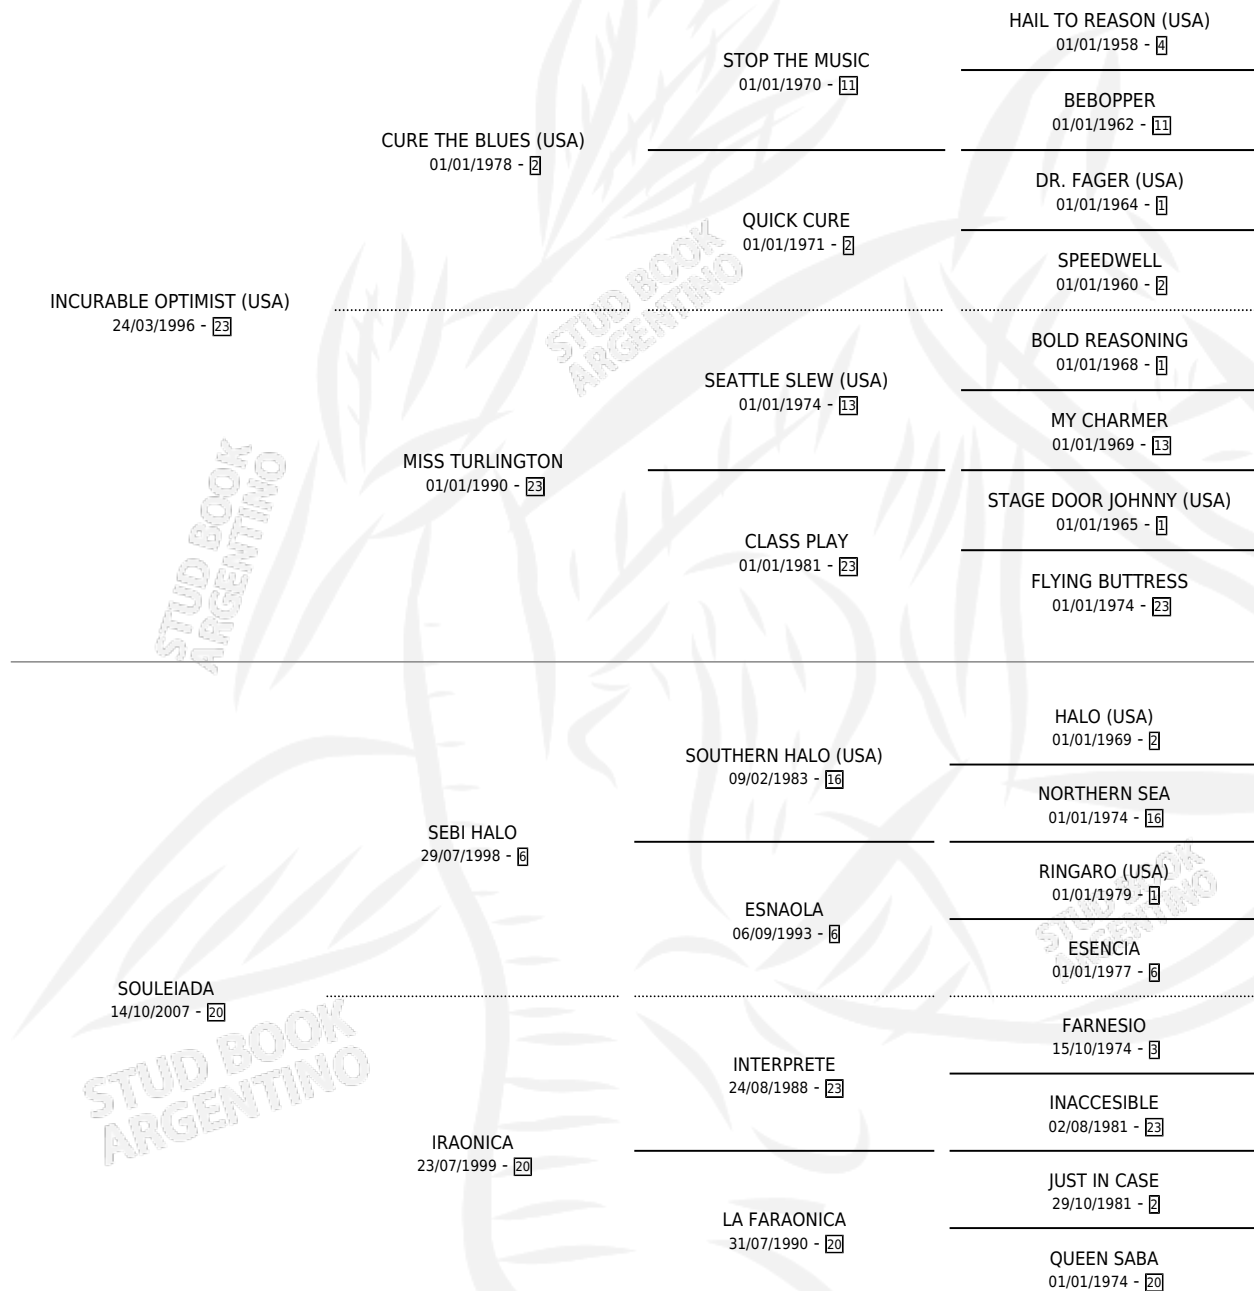 HAIL TO REASON (USA)
01/01/1958 - 4
STOP THE MUSIC
01/01/1970 - 11
BEBOPPER
01/01/1962 - 11
CURE THE BLUES (USA)
01/01/1978 - 2
DR. FAGER (USA)
01/01/1964 - 1
QUICK CURE
01/01/1971 - 2
SPEEDWELL
01/01/1960 - 2
INCURABLE OPTIMIST (USA)
24/03/1996 - 23
BOLD REASONING
01/01/1968 - 1
SEATTLE SLEW (USA)
01/01/1974 - 13
MY CHARMER
01/01/1969 - 13
MISS TURLINGTON
01/01/1990 - 23
STAGE DOOR JOHNNY (USA)
01/01/1965 - 1
CLASS PLAY
01/01/1981 - 23
FLYING BUTTRESS
01/01/1974 - 23
HALO (USA)
01/01/1969 - 2
SOUTHERN HALO (USA)
09/02/1983 - 16
NORTHERN SEA
01/01/1974 - 16
SEBI HALO
29/07/1998 - 6
RINGARO (USA)
01/01/1979 - 1
ESNAOLA
06/09/1993 - 6
ESENCIA
01/01/1977 - 6
SOULEIADA
14/10/2007 - 20
FARNESIO
15/10/1974 - 3
INTERPRETE
24/08/1988 - 23
INACCESIBLE
02/08/1981 - 23
IRAONICA
23/07/1999 - 20
JUST IN CASE
29/10/1981 - 2
LA FARAONICA
31/07/1990 - 20
QUEEN SABA
01/01/1974 - 20
STUD BOOK
ARGENTINO
STUD BOOK
ARGENTINO
STUD BOOK
ARGENTINO
STUD BOOK
ARGENTINO